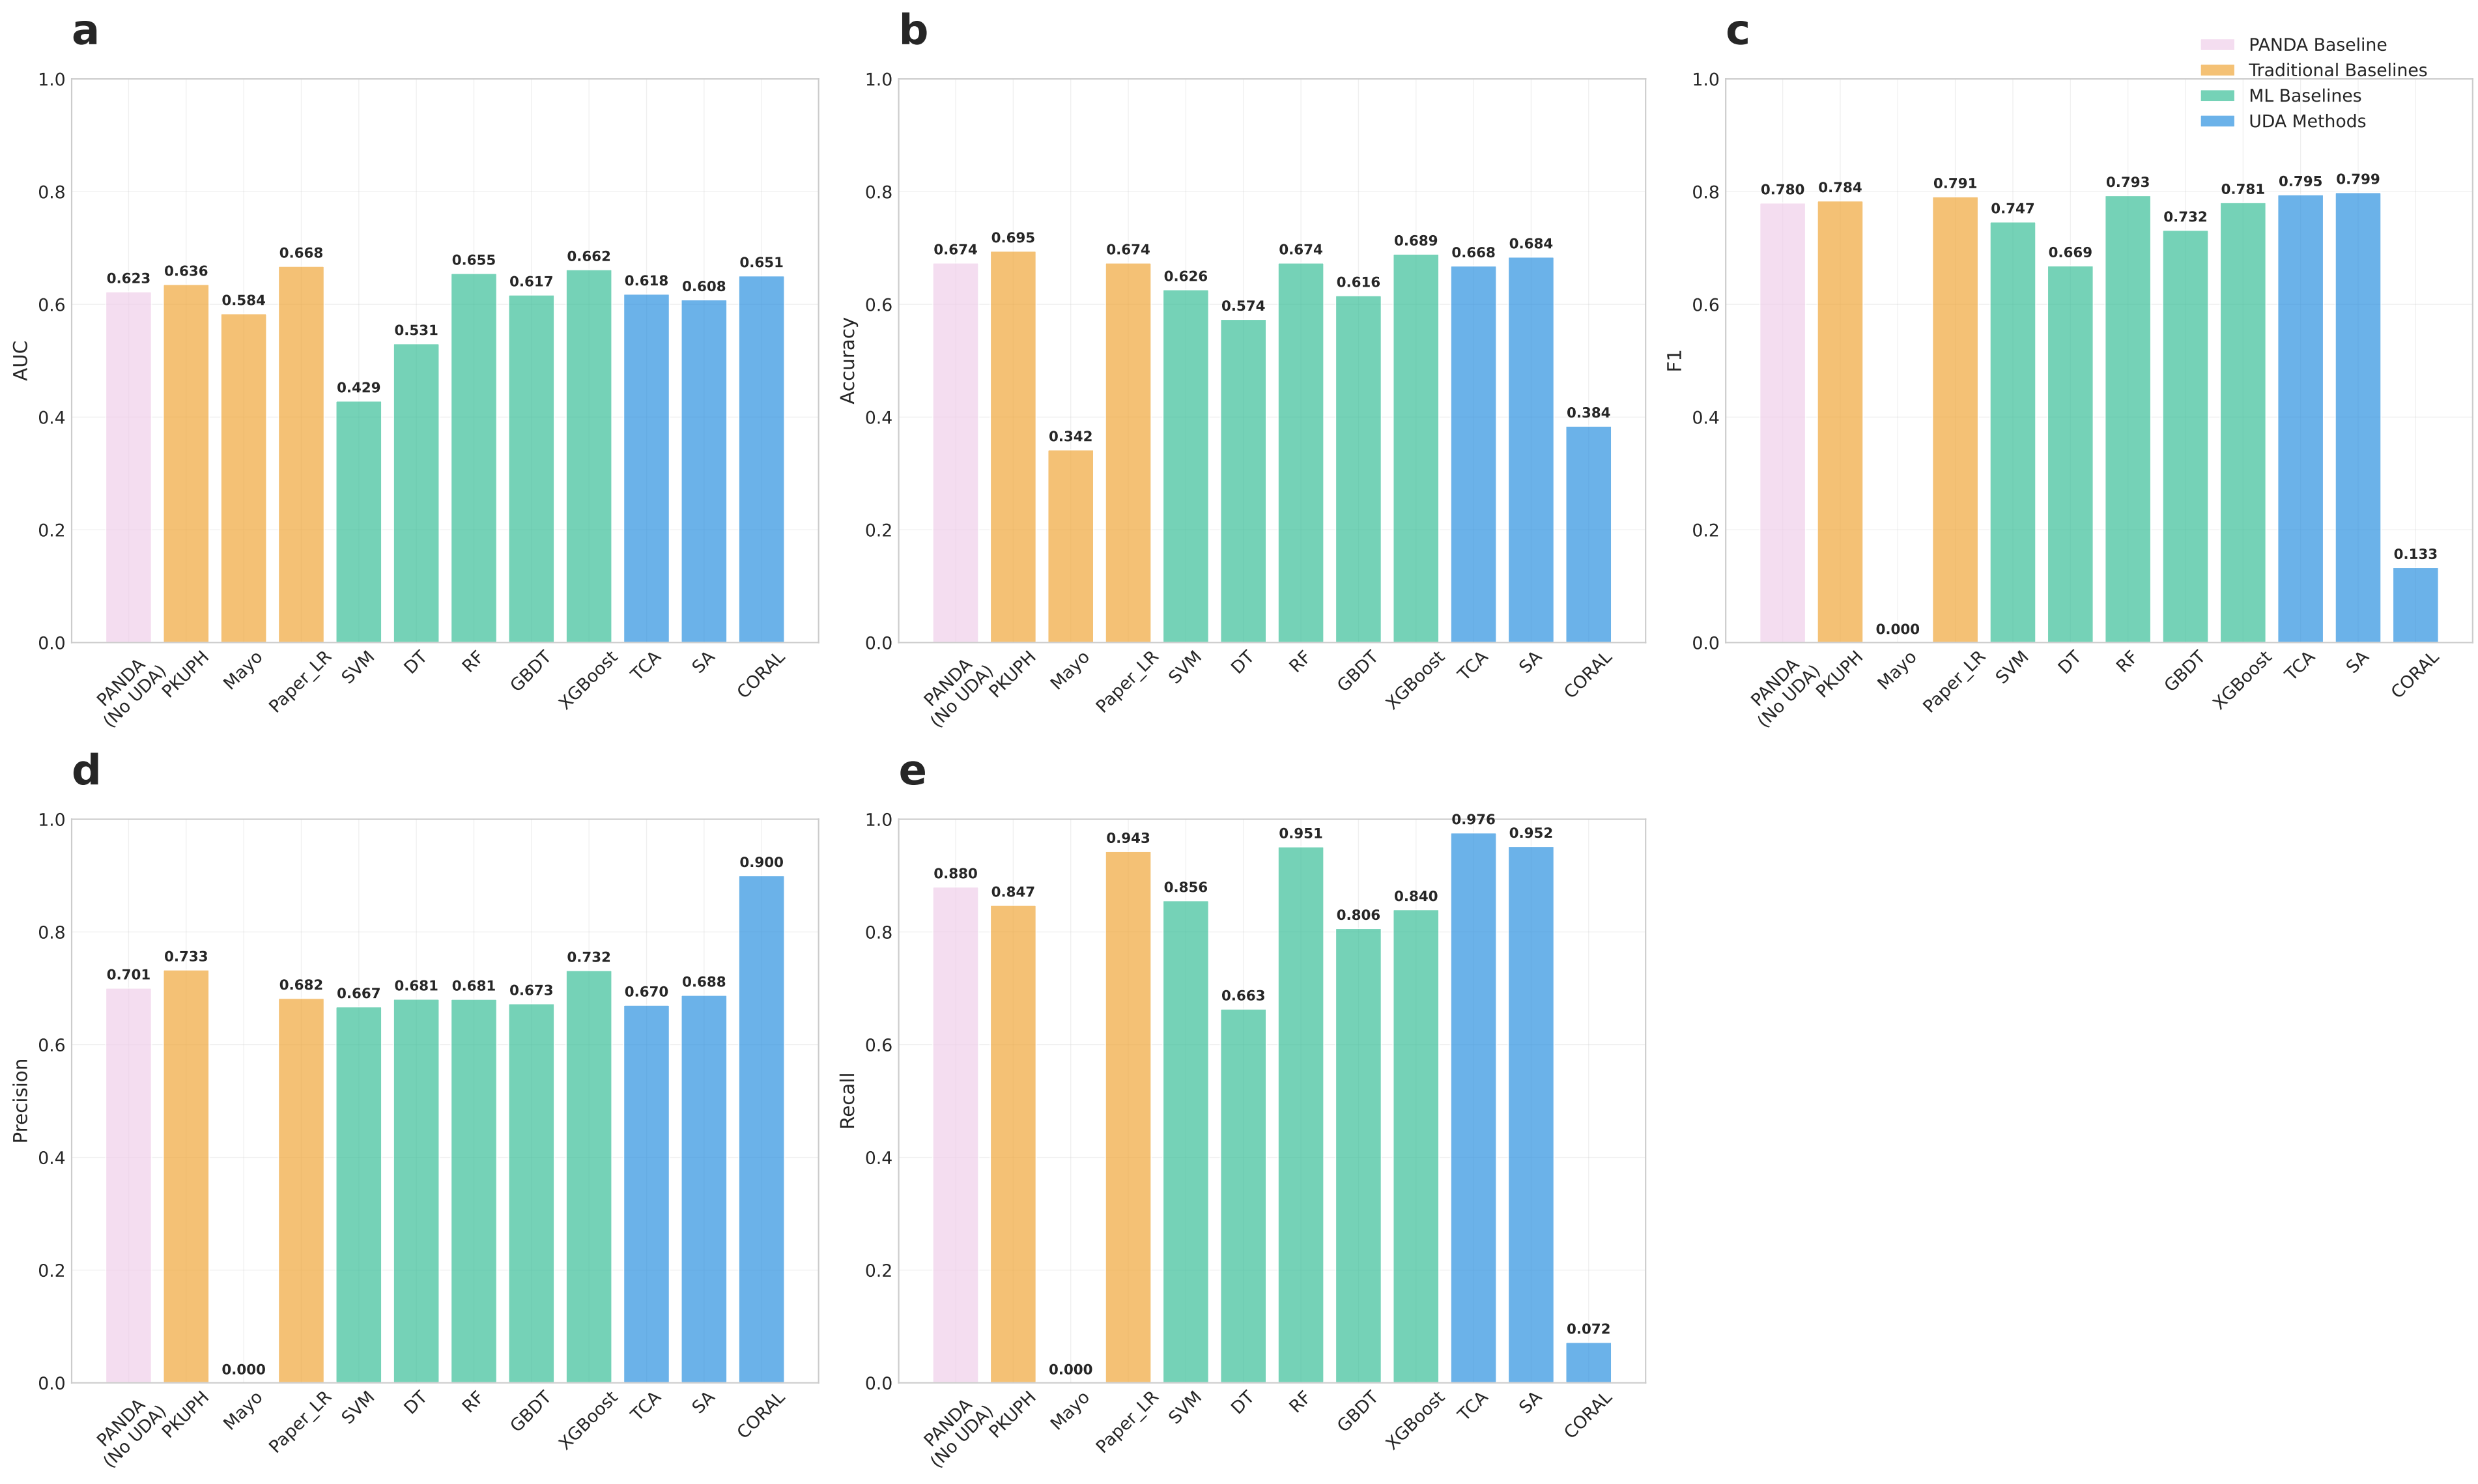 a
1.0
0.8
0.6
0.4
0.2
0.0
AUC
0.623
0.636
0.584
0.668
0.429
0.531
0.655
0.617
0.662
0.618
0.608
0.651
PANDA
(No UDA)
PKUPH
Mayo
Paper_LR
SVM
DT
RF
GBDT
XGBoost
TCA
SA
CORAL
b
1.0
0.8
0.6
0.4
0.2
0.0
Accuracy
0.674
0.695
0.342
0.674
0.626
0.574
0.674
0.616
0.689
0.668
0.684
0.384
PANDA
(No UDA)
PKUPH
Mayo
Paper_LR
SVM
DT
RF
GBDT
XGBoost
TCA
SA
CORAL
c
PANDA Baseline
Traditional Baselines
ML Baselines
UDA Methods
1.0
0.8
0.6
0.4
0.2
0.0
F1
0.780
0.784
0.000
0.791
0.747
0.669
0.793
0.732
0.781
0.795
0.799
0.133
PANDA
(No UDA)
PKUPH
Mayo
Paper_LR
SVM
DT
RF
GBDT
XGBoost
TCA
SA
CORAL
d
1.0
0.8
0.6
0.4
0.2
0.0
Precision
0.701
0.733
0.000
0.682
0.667
0.681
0.681
0.673
0.732
0.670
0.688
0.900
PANDA
(No UDA)
PKUPH
Mayo
Paper_LR
SVM
DT
RF
GBDT
XGBoost
TCA
SA
CORAL
e
1.0
0.8
0.6
0.4
0.2
0.0
Recall
0.880
0.847
0.000
0.943
0.856
0.663
0.951
0.806
0.840
0.976
0.952
0.072
PANDA
(No UDA)
PKUPH
Mayo
Paper_LR
SVM
DT
RF
GBDT
XGBoost
TCA
SA
CORAL